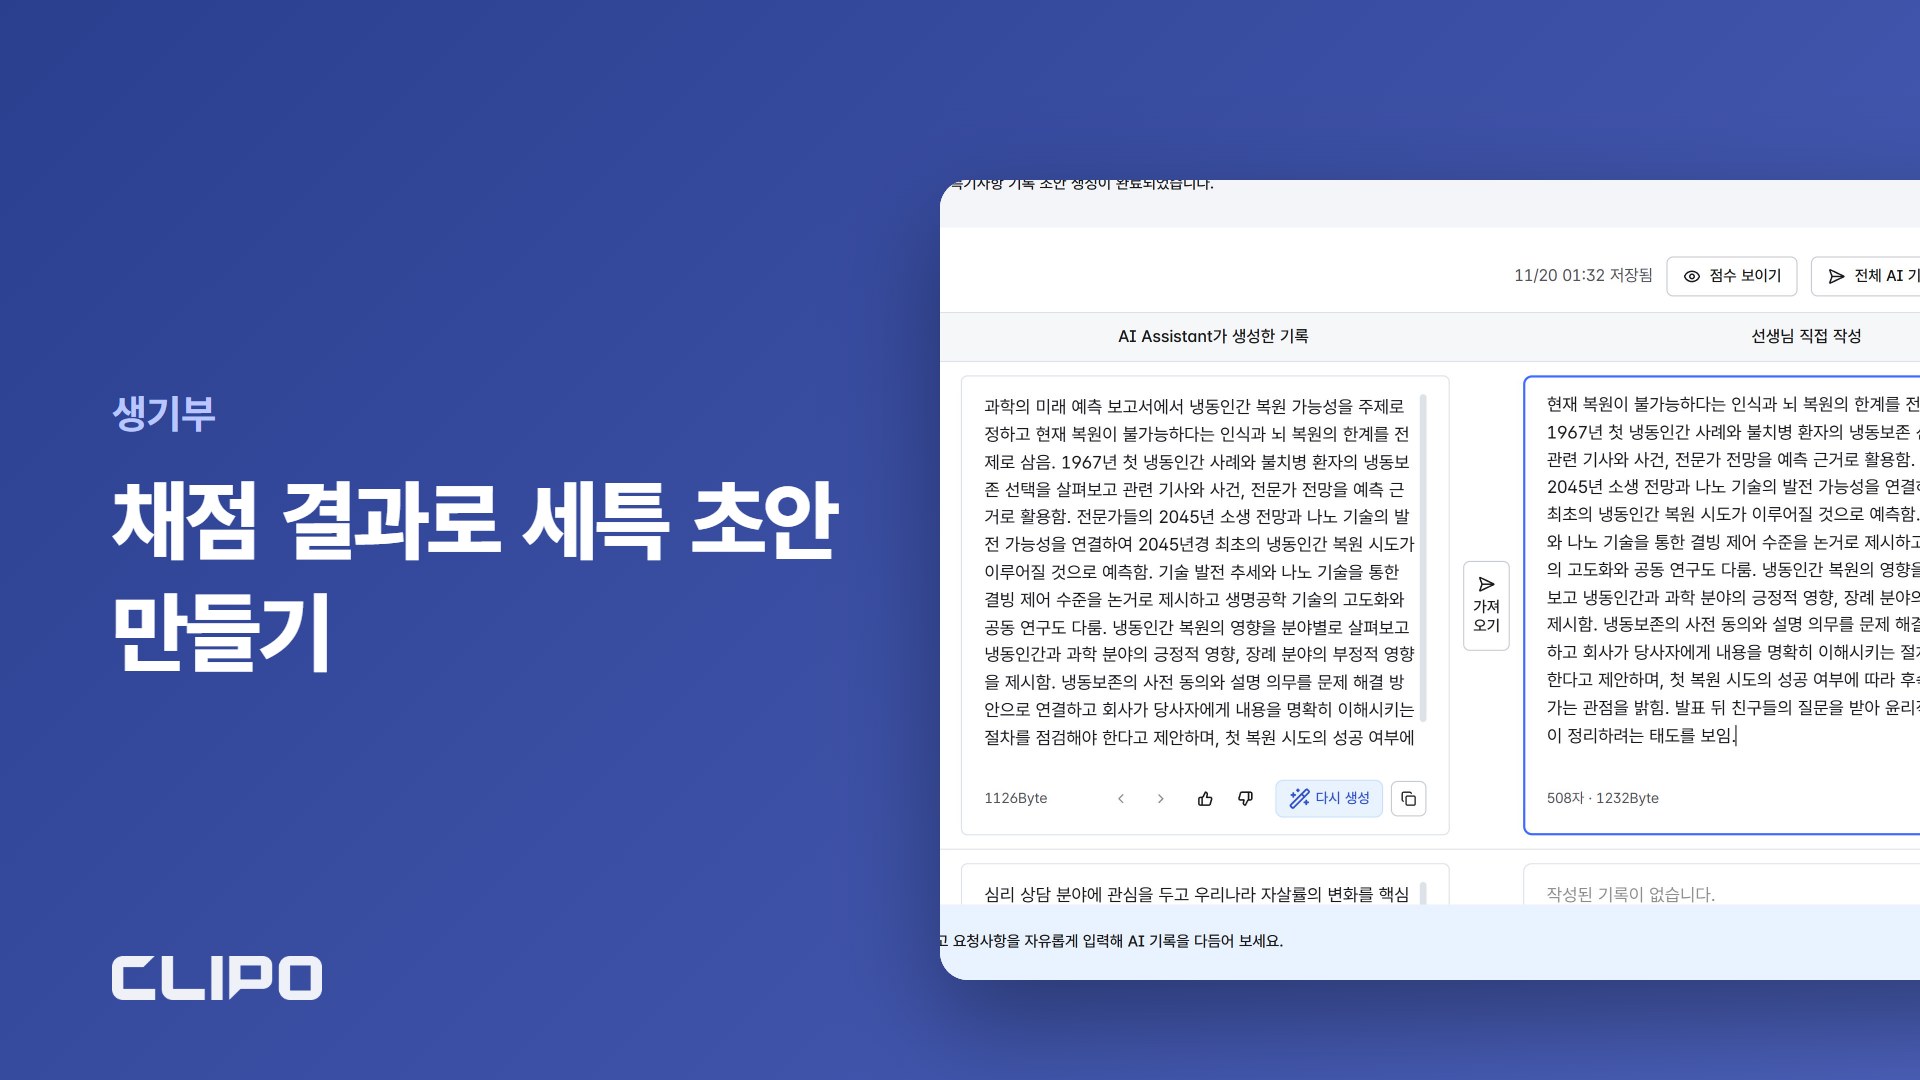 생기부
채점 결과로 세특 초안
만들기
CLIPO
특기사항 기록 초안 생성이 완료되었습니다.
11/20 01:32 저장됨
점수 보이기
전체 AI 기
AI Assistant가 생성한 기록
선생님 직접 작성
과학의 미래 예측 보고서에서 냉동인간 복원 가능성을 주제로
정하고 현재 복원이 불가능하다는 인식과 뇌 복원의 한계를 전
제로 삼음. 1967년 첫 냉동인간 사례와 불치병 환자의 냉동보
존 선택을 살펴보고 관련 기사와 사건, 전문가 전망을 예측 근
거로 활용함. 전문가들의 2045년 소생 전망과 나노 기술의 발
전 가능성을 연결하여 2045년경 최초의 냉동인간 복원 시도가
이루어질 것으로 예측함. 기술 발전 추세와 나노 기술을 통한
결빙 제어 수준을 논거로 제시하고 생명공학 기술의 고도화와
공동 연구도 다룸. 냉동인간 복원의 영향을 분야별로 살펴보고
냉동인간과 과학 분야의 긍정적 영향, 장례 분야의 부정적 영향
을 제시함. 냉동보존의 사전 동의와 설명 의무를 문제 해결 방
안으로 연결하고 회사가 당사자에게 내용을 명확히 이해시키는
절차를 점검해야 한다고 제안하며, 첫 복원 시도의 성공 여부에
1126Byte
다시 생성
가져
오기
현재 복원이 불가능하다는 인식과 뇌 복원의 한계를 전
1967년 첫 냉동인간 사례와 불치병 환자의 냉동보존
관련 기사와 사건, 전문가 전망을 예측 근거로 활용함.
2045년 소생 전망과 나노 기술의 발전 가능성을 연결
최초의 냉동인간 복원 시도가 이루어질 것으로 예측함.
와 나노 기술을 통한 결빙 제어 수준을 논거로 제시하고
의 고도화와 공동 연구도 다룸. 냉동인간 복원의 영향을
보고 냉동인간과 과학 분야의 긍정적 영향, 장례 분야의
제시함. 냉동보존의 사전 동의와 설명 의무를 문제 해결
하고 회사가 당사자에게 내용을 명확히 이해시키는 절
한다고 제안하며, 첫 복원 시도의 성공 여부에 따라 후
가는 관점을 밝힘. 발표 뒤 친구들의 질문을 받아 윤리
이 정리하려는 태도를 보임.
508자 · 1232Byte
심리 상담 분야에 관심을 두고 우리나라 자살률의 변화를 핵심
작성된 기록이 없습니다.
고 요청사항을 자유롭게 입력해 AI 기록을 다듬어 보세요.